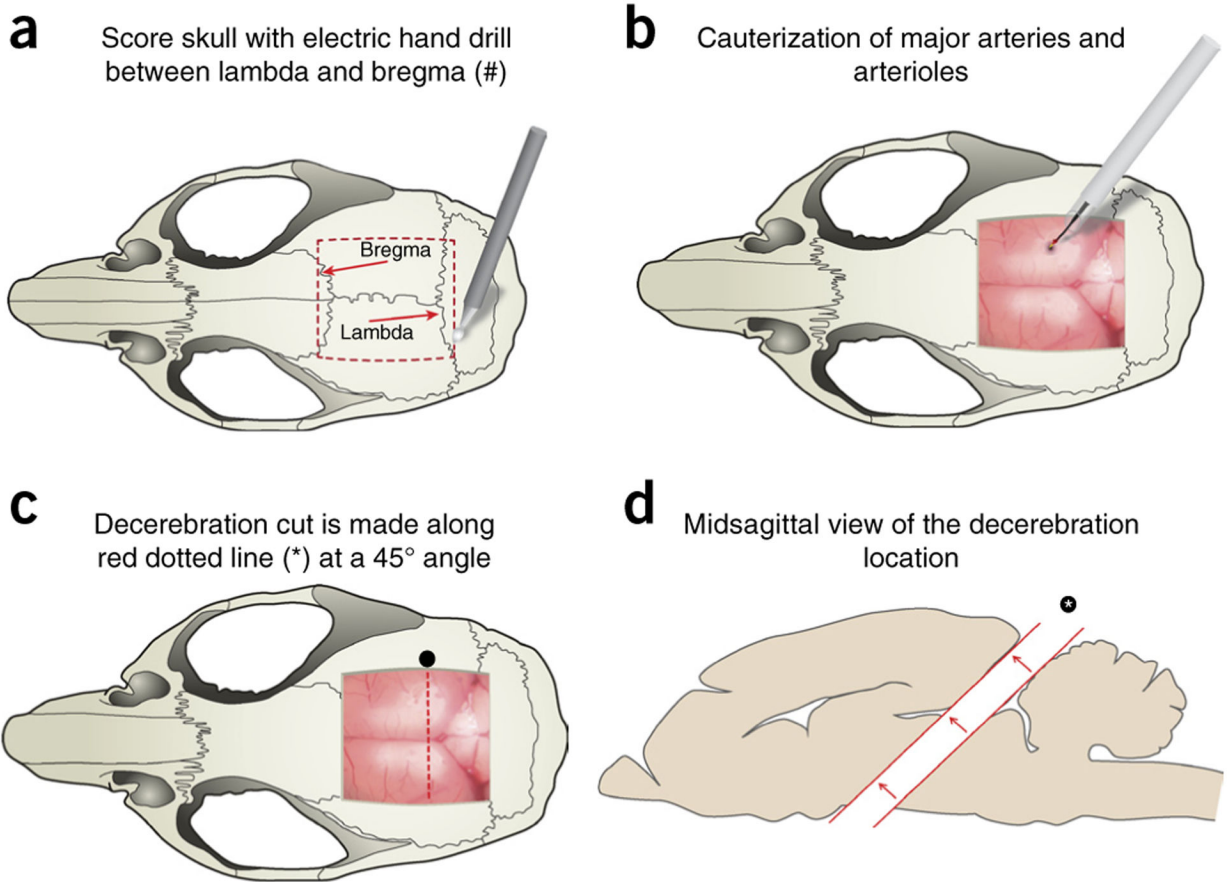 a
Score skull with electric hand drill
between lambda and bregma (#)
Bregma
Lambda
b
Cauterization of major arteries and
arterioles
c
Decerebration cut is made along
red dotted line (*) at a 45° angle
d
Midsagittal view of the decerebration
location
*